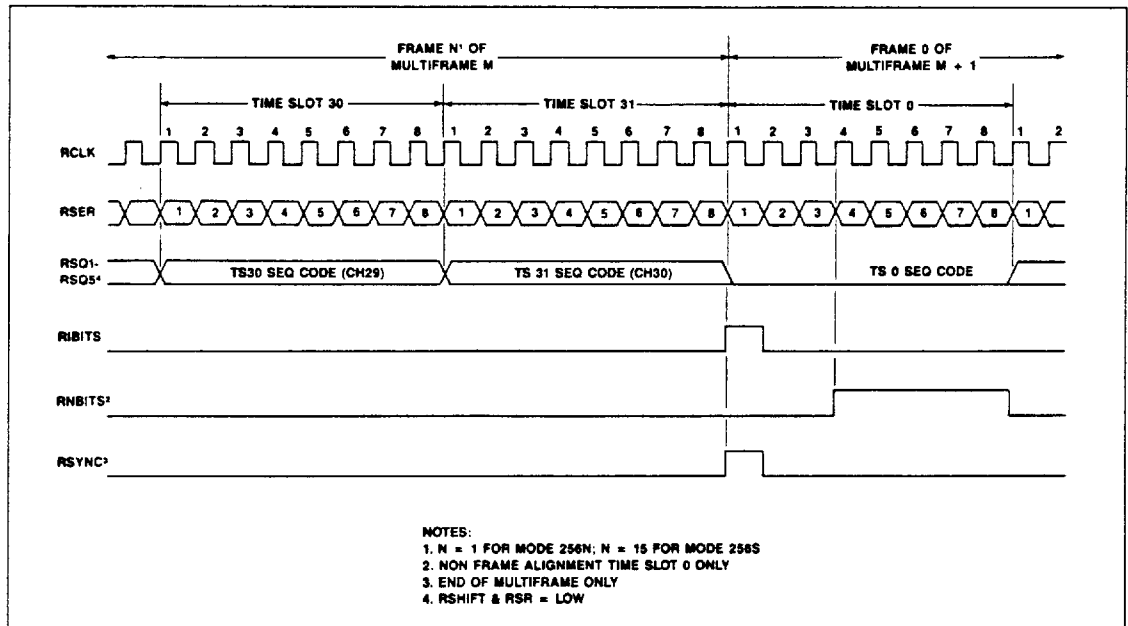 FRAME N¹ OF
MULTIFRAME M
FRAME 0 OF
MULTIFRAME M + 1
TIME SLOT 30
TIME SLOT 31
TIME SLOT 0
1 2 3 4 5 6 7 8 1 2 3 4 5 6 7 8 1 2 3 4 5 6 7 8 1 2
RCLK
RSER
1 2 3 4 5 6 7 8 1 2 3 4 5 6 7 8 1 2 3 4 5 6 7 8 1
RSQ1-
RSQ5⁴
TS30 SEQ CODE (CH29)
TS 31 SEQ CODE (CH30)
TS 0 SEQ CODE
RIBITS
RNBITS²
RSYNC³
NOTES:
1. N = 1 FOR MODE 256N; N = 15 FOR MODE 256S
2. NON FRAME ALIGNMENT TIME SLOT 0 ONLY
3. END OF MULTIFRAME ONLY
4. RSHIFT & RSR = LOW